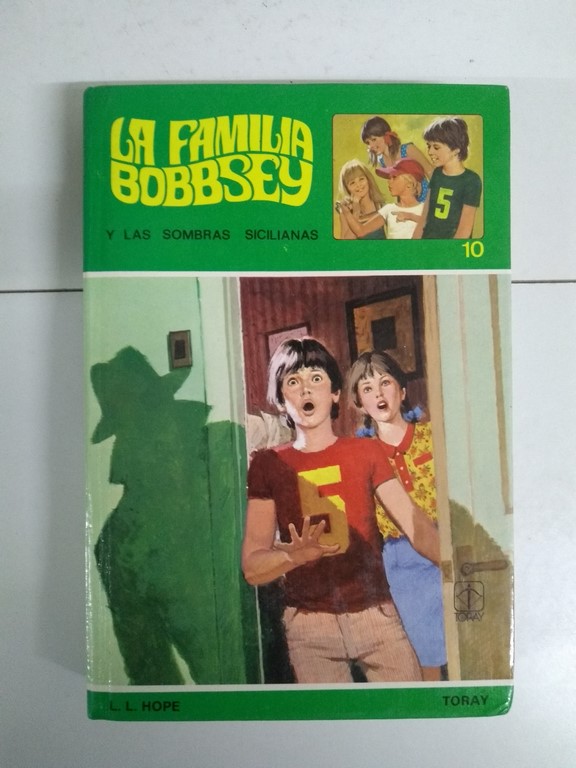 LA FAMILIA
BOBBSEY
Y LAS SOMBRAS SICILIANAS
5
10
5
TORAY
L. L. HOPE
TORAY